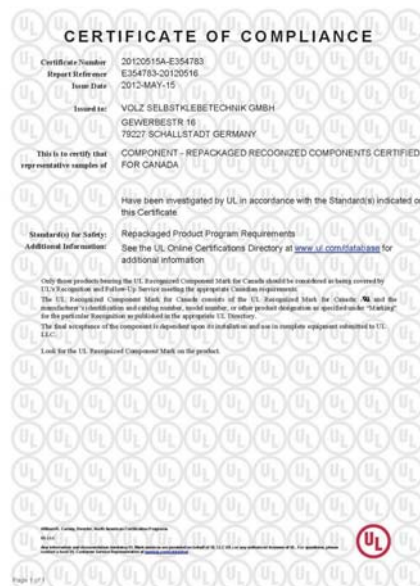 CERTIFICATE OF COMPLIANCE
Certificate Number 20120515A-E354783
Report Reference E354783-20120516
Issue Date 2012-MAY-15
Issued to: VOLZ SELBSTKLEBETECHNIK GMBH
GEWERBESTR 16
79227 SCHALLSTADT GERMANY
This is to certify that COMPONENT - REPACKAGED RECOGNIZED COMPONENTS CERTIFIED
representative samples of FOR CANADA
Have been investigated by UL in accordance with the Standard(s) indicated on
this Certificate
Standard(s) for Safety: Repackaged Product Program Requirements
Additional Information: See the UL Online Certifications Directory at www.ul.com/database for
additional information
Only those products bearing the UL Recognized Component Mark for Canada should be considered as being covered by
UL's Recognition and Follow-Up Service meeting the appropriate Canadian requirements.
The UL Recognized Component Mark for Canada consists of the UL Recognized Mark for Canada: and the
manufacturer's identification and catalog number, model number, or other product designation as specified under "Marking"
for the particular Recognition as published in the appropriate UL Directory.
The final acceptance of the component is dependent upon its installation and use in complete equipment submitted to UL
LLC.
Look for the UL Recognized Component Mark on the product.
UL
Page 1 of 1